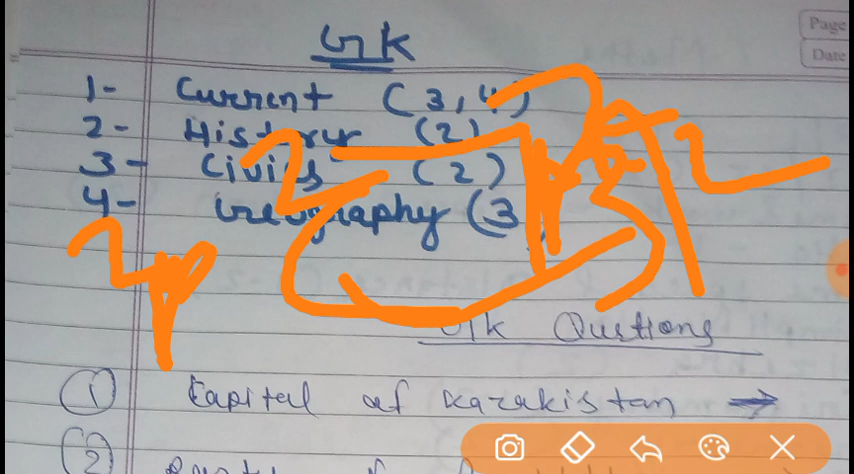 Page
Date
GK
1- Current (3,4)
2- History (2)
3- Civics (2)
4- Geography (3
GK Questions
① Capital of Kazakistan →
②